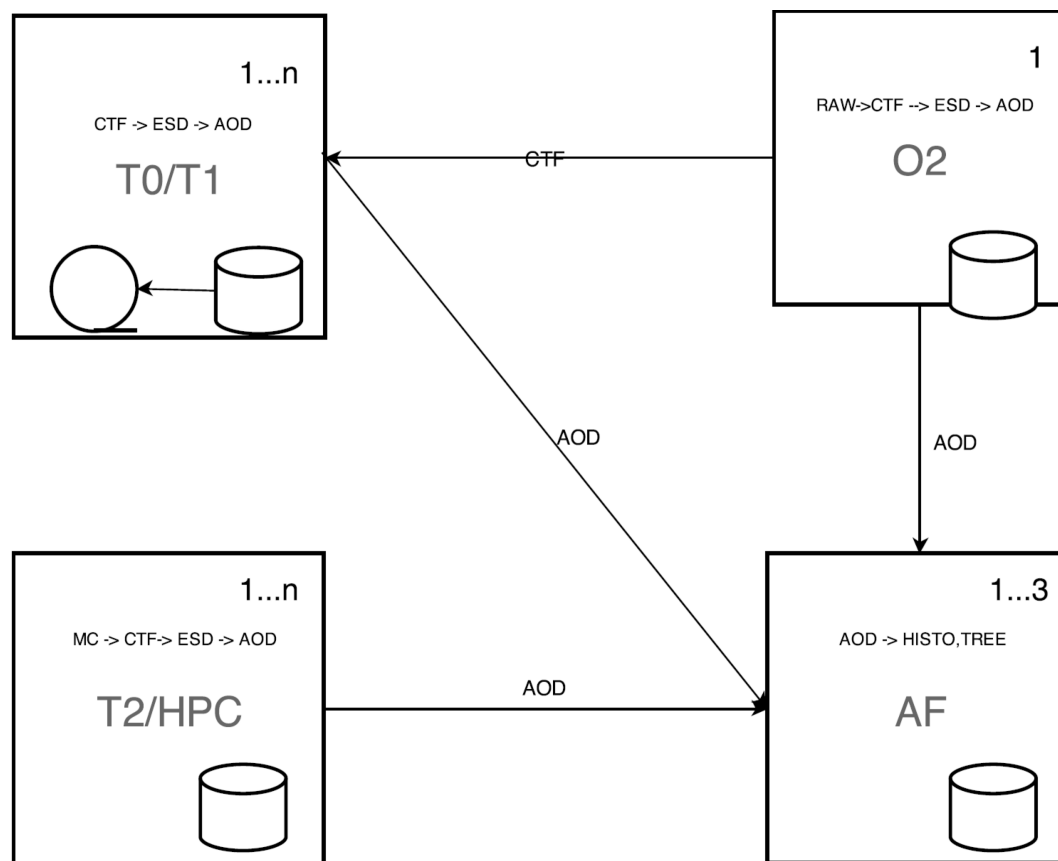 1...n
CTF -> ESD -> AOD
T0/T1
1
RAW->CTF --> ESD -> AOD
O2
CTF
AOD
AOD
1...n
MC -> CTF-> ESD -> AOD
T2/HPC
AOD
1...3
AOD -> HISTO,TREE
AF